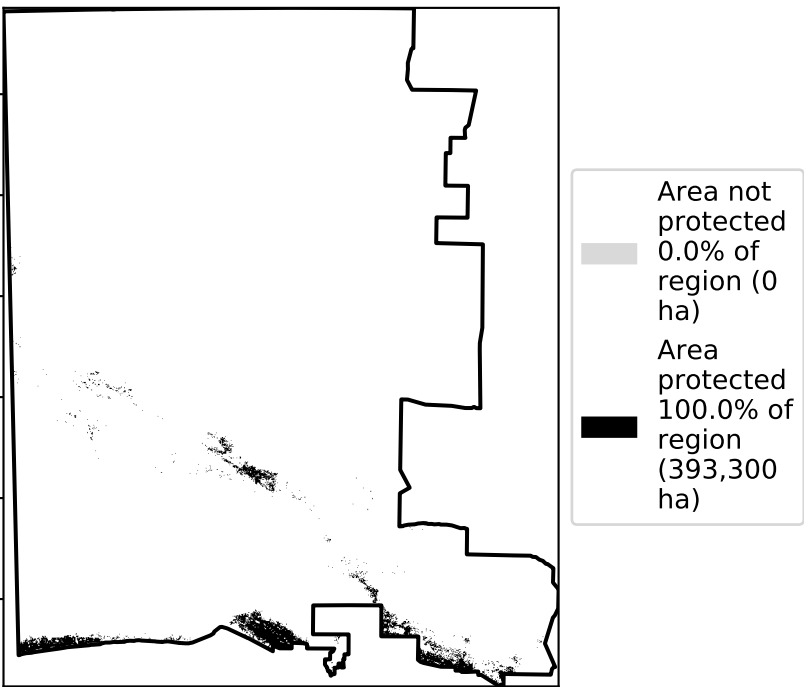 Area not
protected
0.0% of
region (0
ha)
Area
protected
100.0% of
region
(393,300
ha)